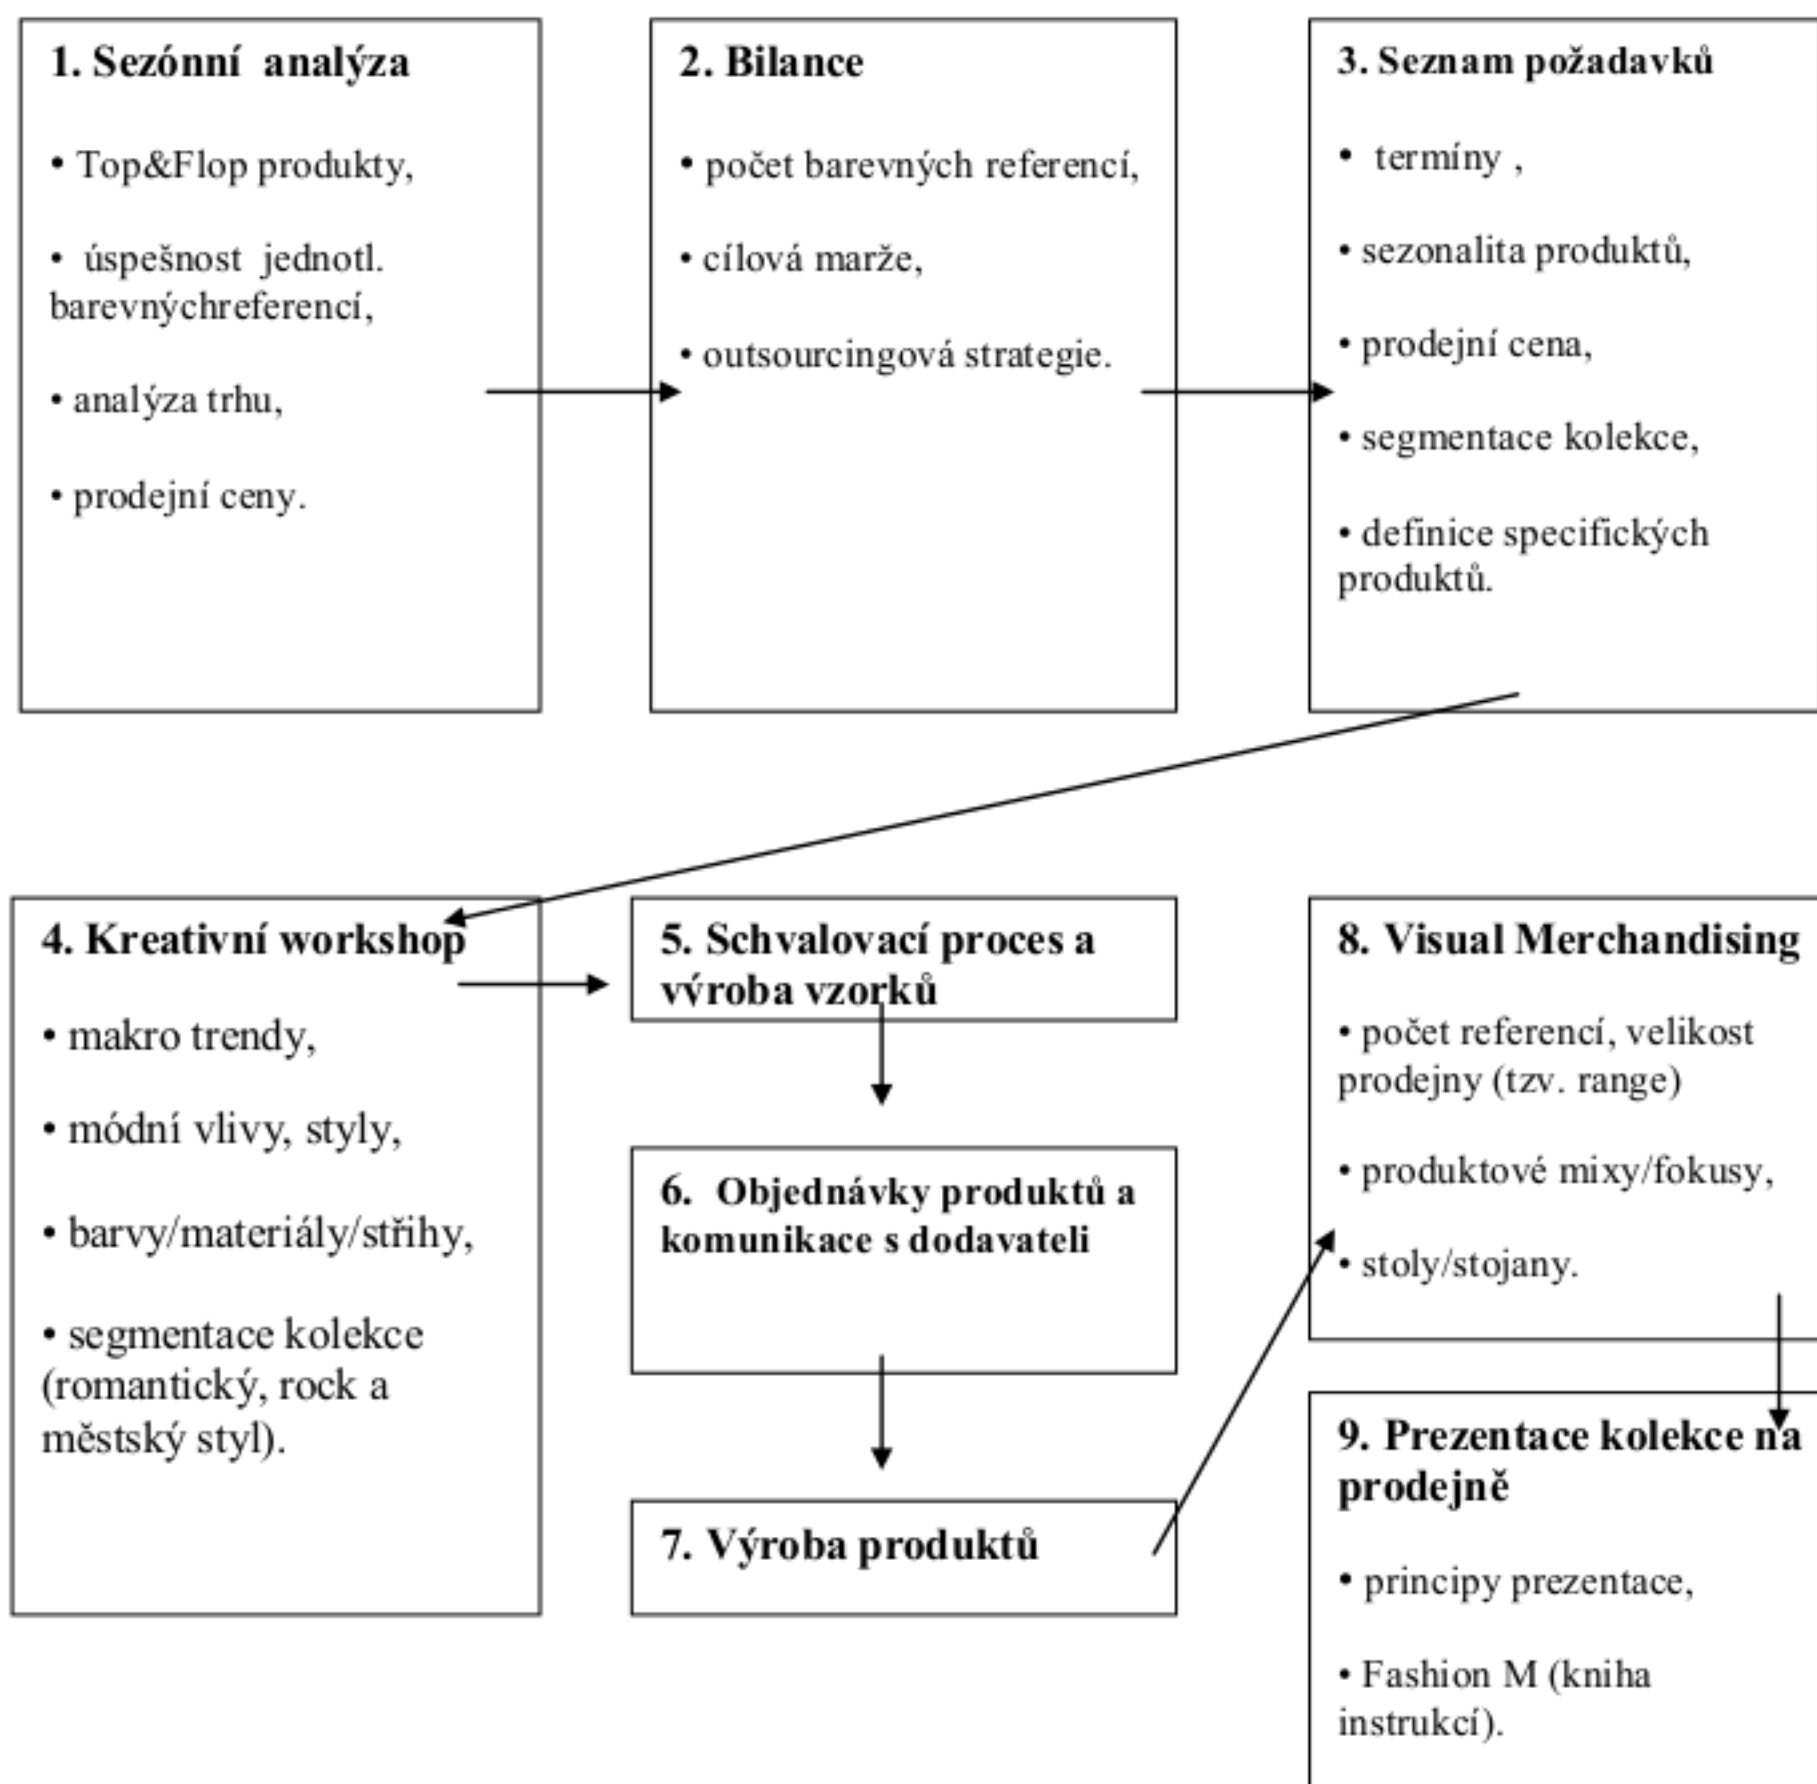 1. Sezónní analýza
• Top&Flop produkty,
• úspešnost jednotl.
barevnýchreferencí,
• analýza trhu,
• prodejní ceny.
2. Bilance
• počet barevných referencí,
• cílová marže,
• outsourcingová strategie.
3. Seznam požadavků
• termíny ,
• sezonalita produktů,
• prodejní cena,
• segmentace kolekce,
• definice specifických
produktů.
4. Kreativní workshop
• makro trendy,
• módní vlivy, styly,
• barvy/materiály/střihy,
• segmentace kolekce
(romantický, rock a
městský styl).
5. Schvalovací proces a
výroba vzorků
6. Objednávky produktů a
komunikace s dodavateli
7. Výroba produktů
8. Visual Merchandising
• počet referencí, velikost
prodejny (tzv. range)
• produktové mixy/fokusy,
• stoly/stojany.
9. Prezentace kolekce na
prodejně
• principy prezentace,
• Fashion M (kniha
instrukcí).